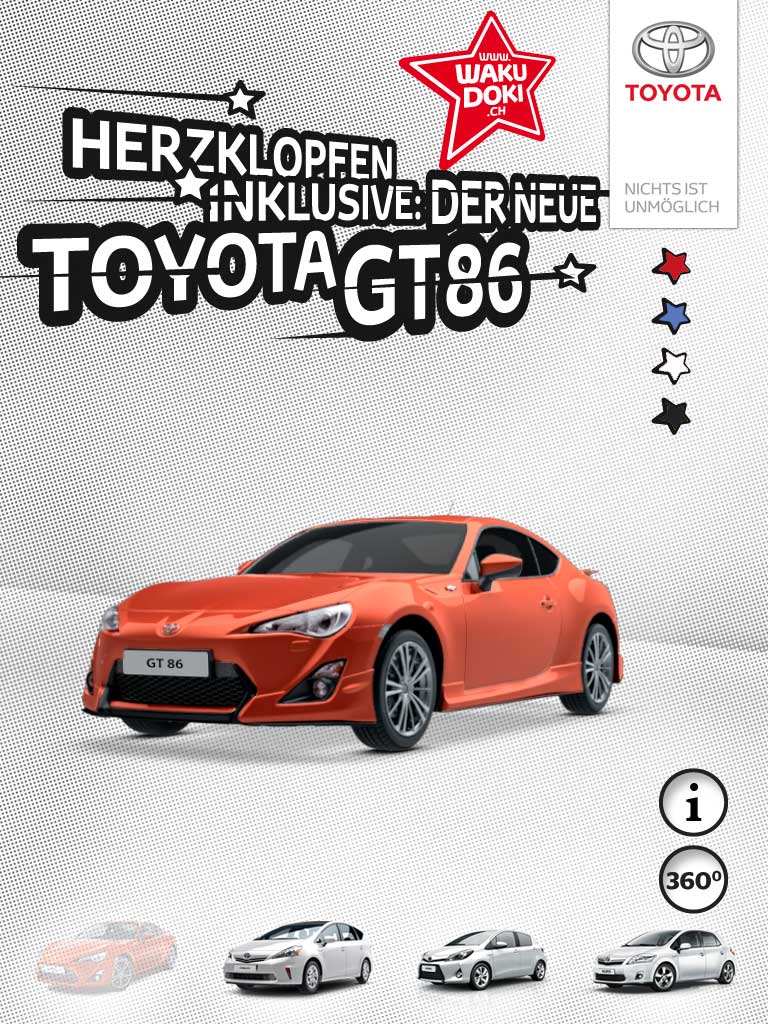 WWW.
WAKU
DOKI
.CH
TOYOTA
NICHTS IST
UNMÖGLICH
HERZKLOPFEN
INKLUSIVE: DER NEUE
TOYOTA GT86
GT 86
i
360°